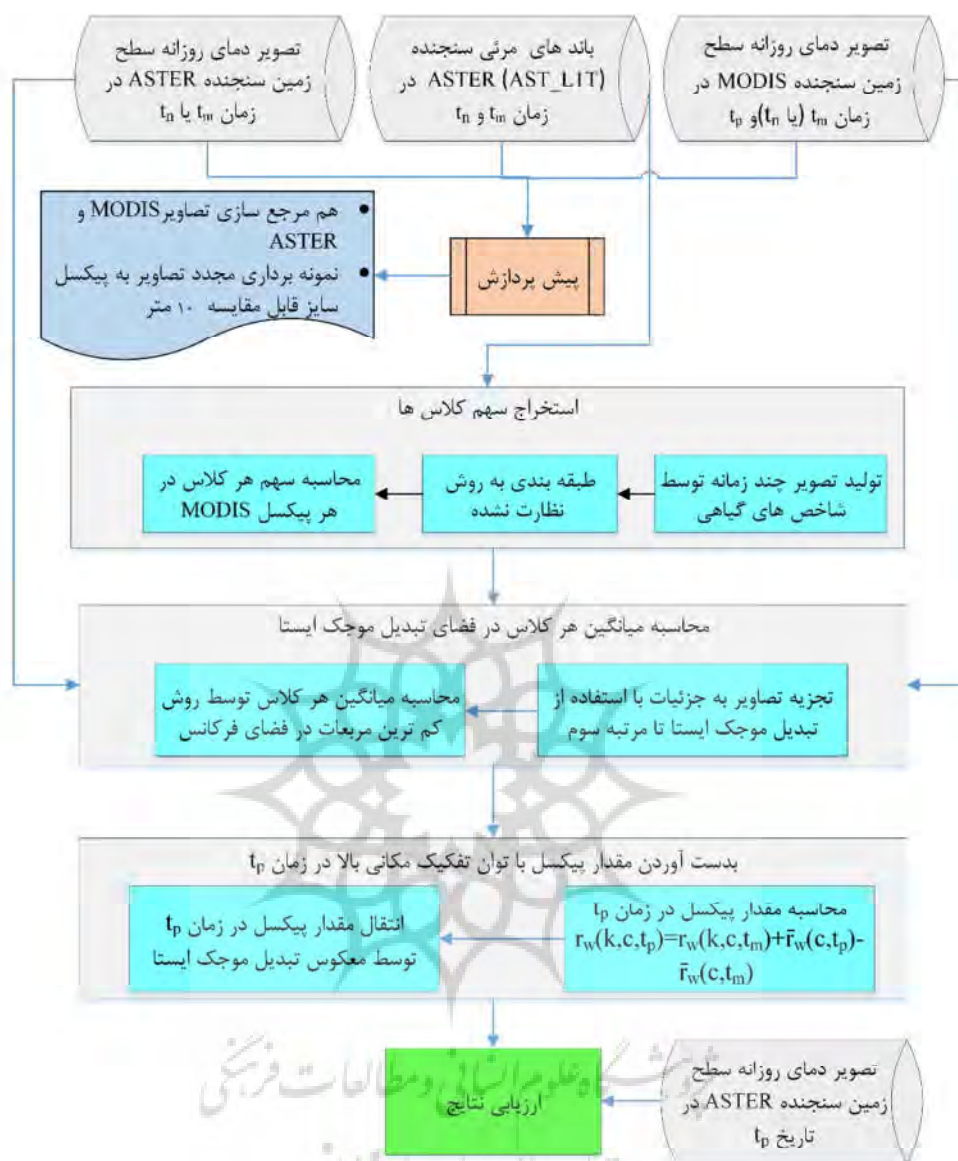 تصویر دمای روزانه سطح
زمین سنجنده MODIS در
زمان tm (یا tn)و tp
باند های مرئی سنجنده
ASTER (AST_L1T) در
زمان tm و tn
تصویر دمای روزانه سطح
زمین سنجنده ASTER در
زمان tm یا tn
پیش پردازش
• هم مرجع سازی تصاویرMODIS و
ASTER
• نمونه برداری مجدد تصاویر به پیکسل
سایز قابل مقایسه ۱۰ متر
استخراج سهم کلاس ها
تولید تصویر چند زمانه توسط
شاخص های گیاهی
طبقه بندی به روش
نظارت نشده
محاسبه سهم هر کلاس در
هر پیکسل MODIS
محاسبه میانگین هر کلاس در فضای تبدیل موجک ایستا
تجزیه تصاویر به جزئیات با استفاده از
تبدیل موجک ایستا تا مرتبه سوم
محاسبه میانگین هر کلاس توسط روش
کم ترین مربعات در فضای فرکانس
بدست آوردن مقدار پیکسل با توان تفکیک مکانی بالا در زمان tp
محاسبه مقدار پیکسل در زمان tp
rw(k,c,tp)=rw(k,c,tm)+r̄w(c,tp)-
r̄w(c,tm)
انتقال مقدار پیکسل در زمان tp
توسط معکوس تبدیل موجک ایستا
ارزیابی نتایج
تصویر دمای روزانه سطح
زمین سنجنده ASTER در
تاریخ tp
پژوهشگاه علوم انسانی و مطالعات فرهنگی